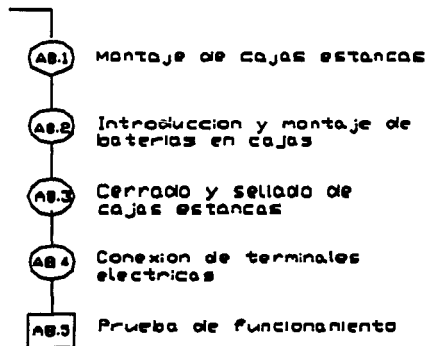 AB.1 Montaje de cajas estancas
AB.2 Introduccion y montaje de
baterias en cajas
AB.3 Cerrado y sellado de
cajas estancas
AB 4 Conexion de terminales
electricas
AB.5 Prueba de funcionamiento